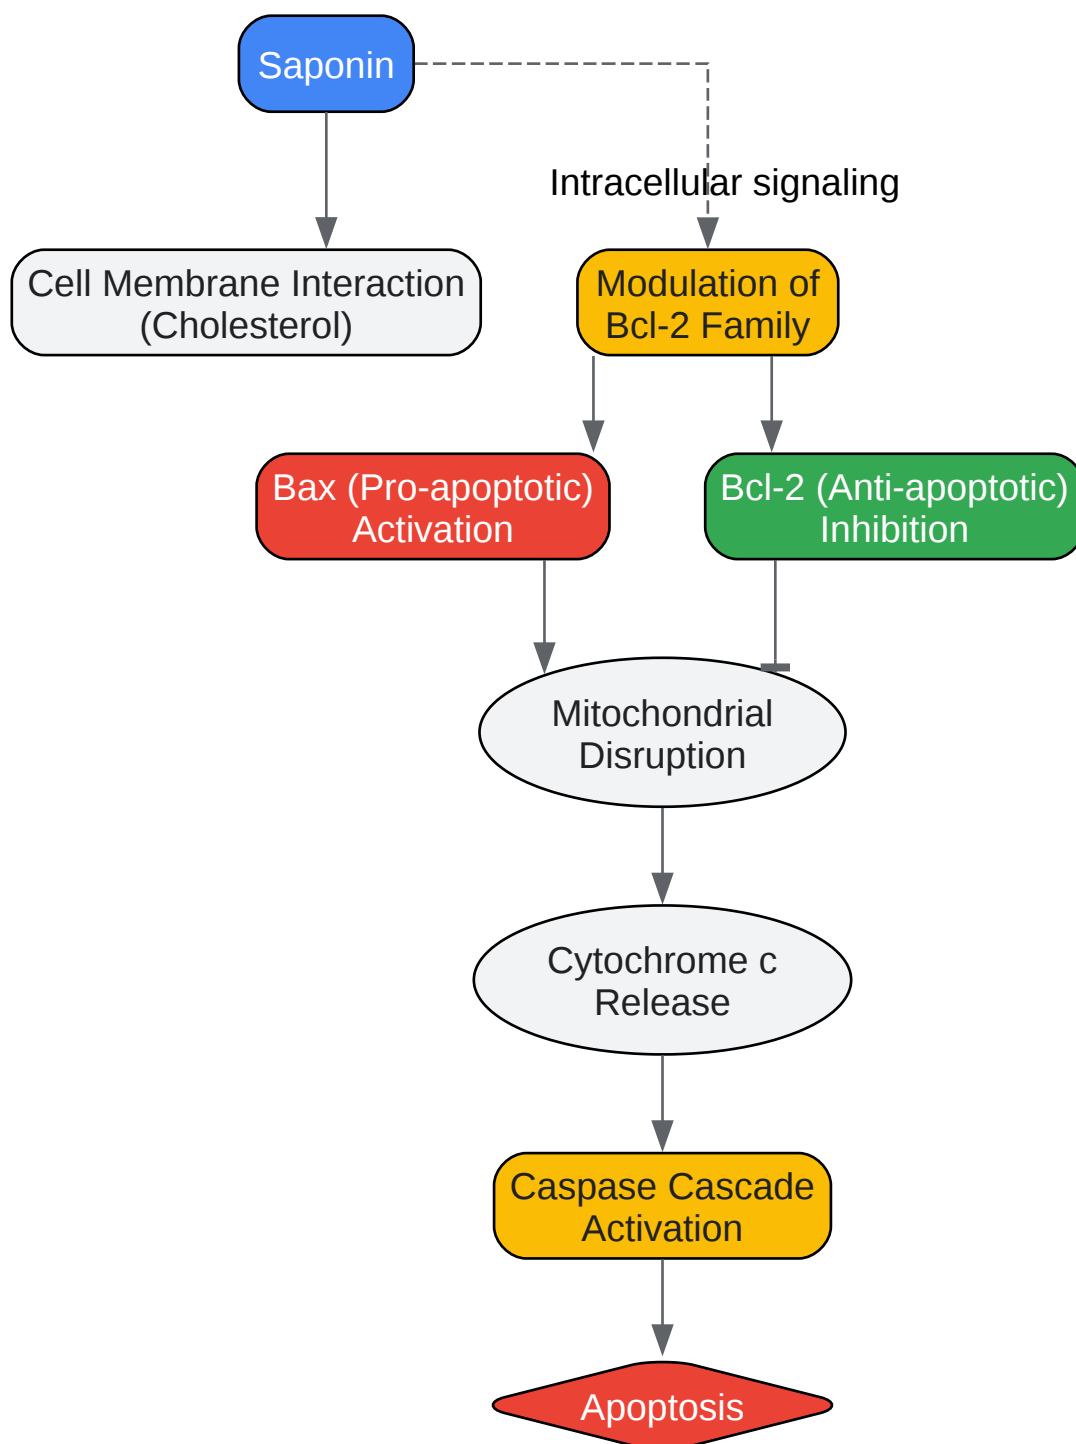 Saponin
Intracellular signaling
Cell Membrane Interaction
(Cholesterol)
Modulation of
Bcl-2 Family
Bax (Pro-apoptotic)
Activation
Bcl-2 (Anti-apoptotic)
Inhibition
Mitochondrial
Disruption
Cytochrome c
Release
Caspase Cascade
Activation
Apoptosis